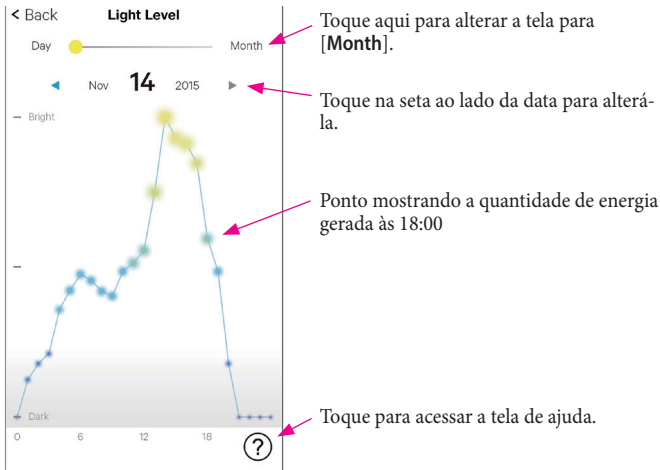 < Back Light Level
Day Month
Nov 14 2015
Bright
Dark
0 6 12 18
?
Toque aqui para alterar a tela para
[Month].
Toque na seta ao lado da data para alterá-
la.
Ponto mostrando a quantidade de energia
gerada às 18:00
Toque para acessar a tela de ajuda.